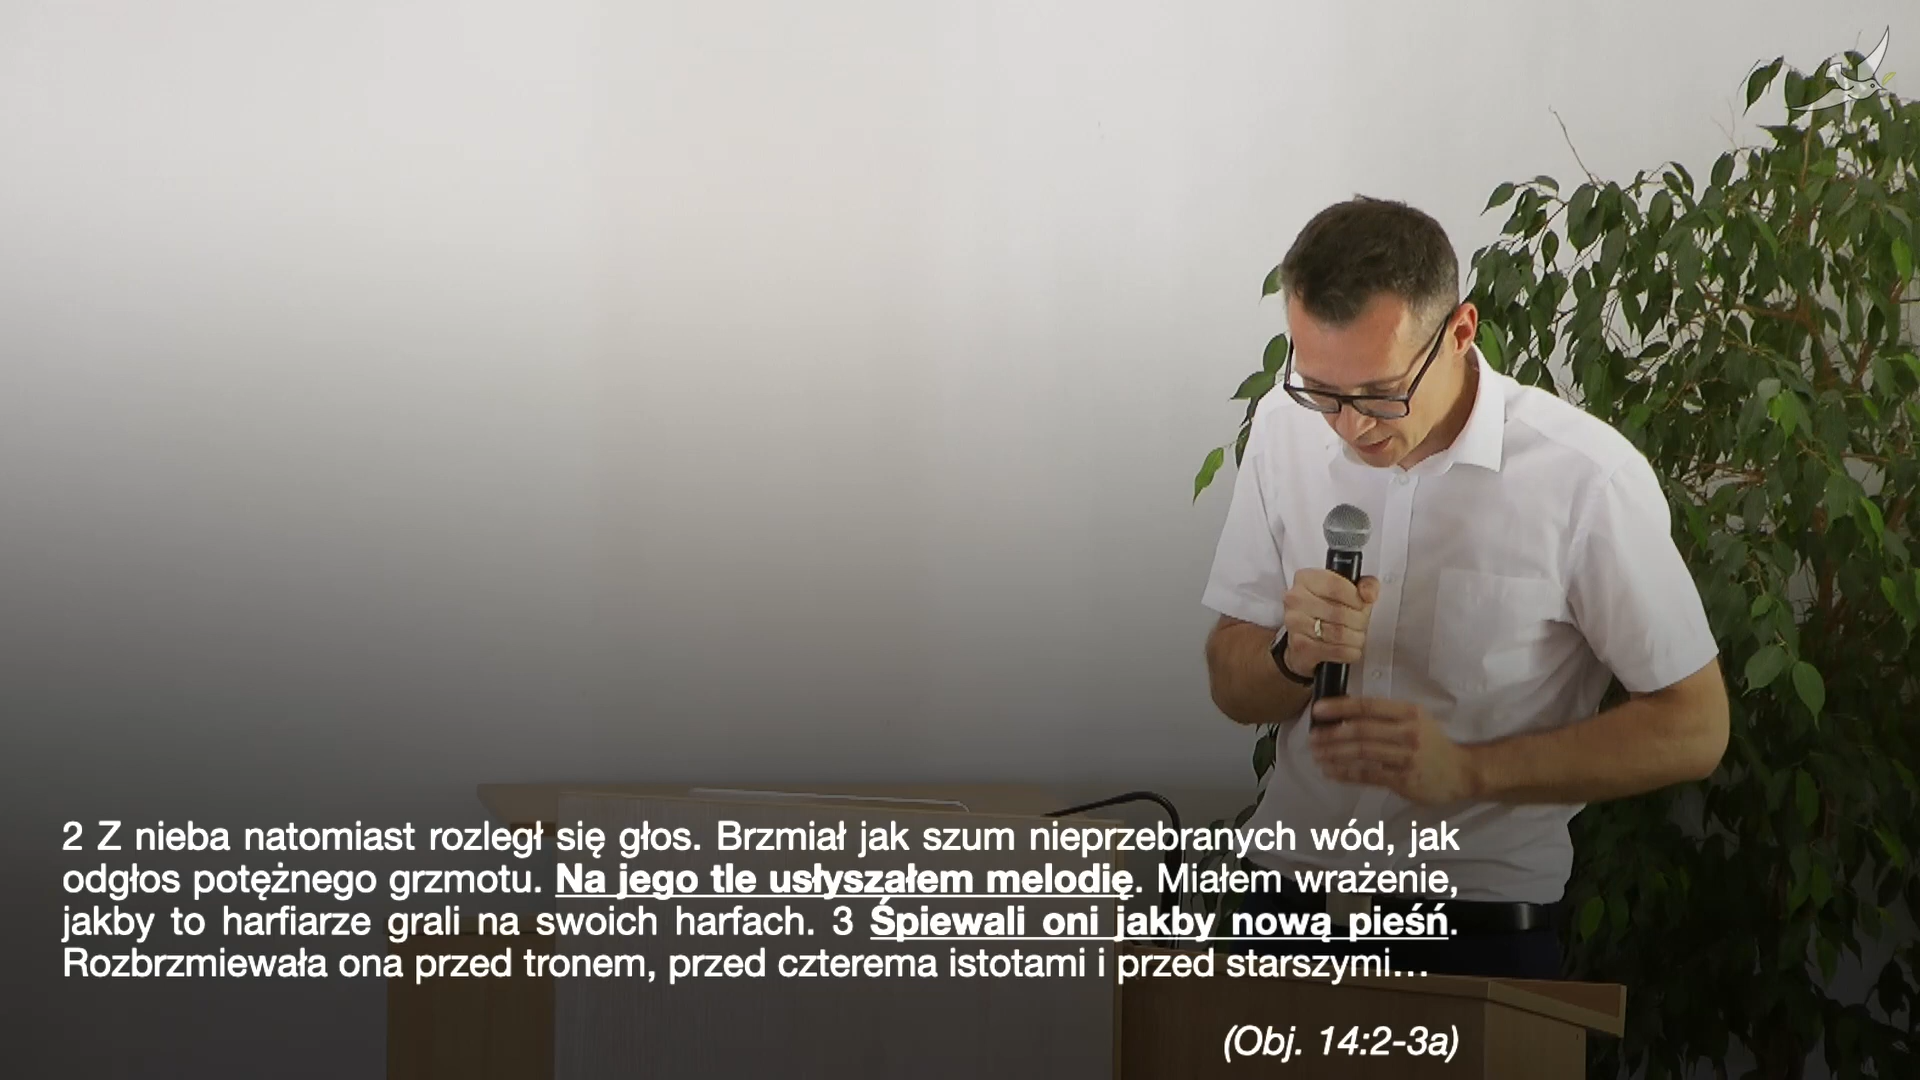 2 Z nieba natomiast rozległ się głos. Brzmiał jak szum nieprzebranych wód, jak
odgłos potężnego grzmotu. Na jego tle usłyszałem melodię. Miałem wrażenie,
jakby to harfiarze grali na swoich harfach. 3 Śpiewali oni jakby nową pieśń.
Rozbrzmiewała ona przed tronem, przed czterema istotami i przed starszymi...
(Obj. 14:2-3a)